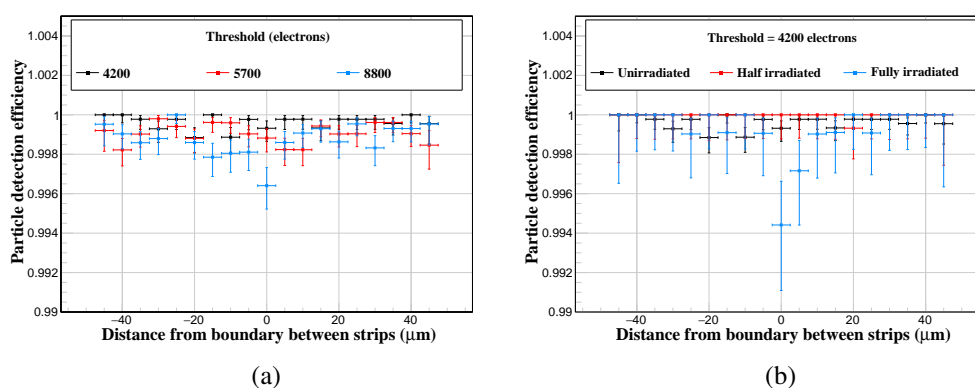 Particle detection efficiency
1.004
1.002
1
0.998
0.996
0.994
0.992
0.99
Threshold (electrons)
4200 5700 8800
−40 −20 0 20 40
Distance from boundary between strips (μm)
(a)
Particle detection efficiency
1.004
1.002
1
0.998
0.996
0.994
0.992
0.99
Threshold = 4200 electrons
Unirradiated Half irradiated Fully irradiated
−40 −20 0 20 40
Distance from boundary between strips (μm)
(b)